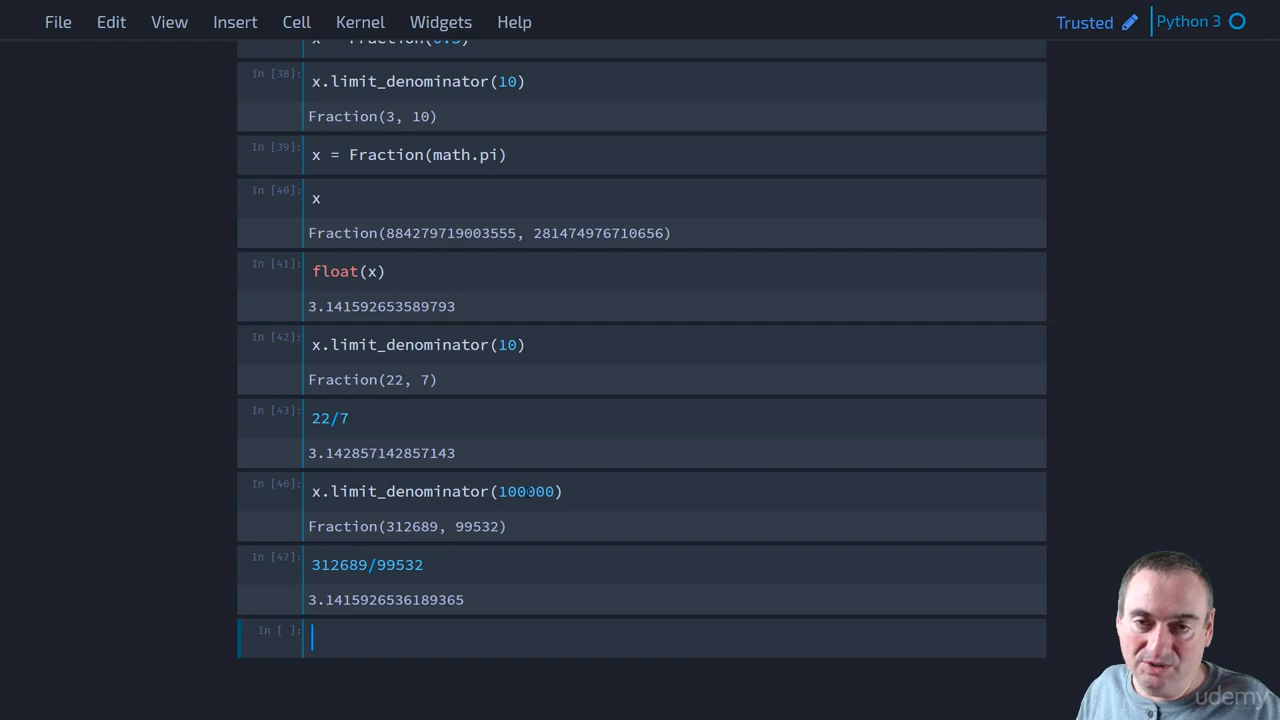 File Edit View Insert Cell Kernel Widgets Help Trusted Python 3
x = Fraction(0.3)
In [38]: x.limit_denominator(10)
Fraction(3, 10)
In [39]: x = Fraction(math.pi)
In [40]: x
Fraction(884279719003555, 281474976710656)
In [41]: float(x)
3.141592653589793
In [42]: x.limit_denominator(10)
Fraction(22, 7)
In [43]: 22/7
3.142857142857143
In [46]: x.limit_denominator(100000)
Fraction(312689, 99532)
In [47]: 312689/99532
3.1415926536189365
In [ ]:
udemy